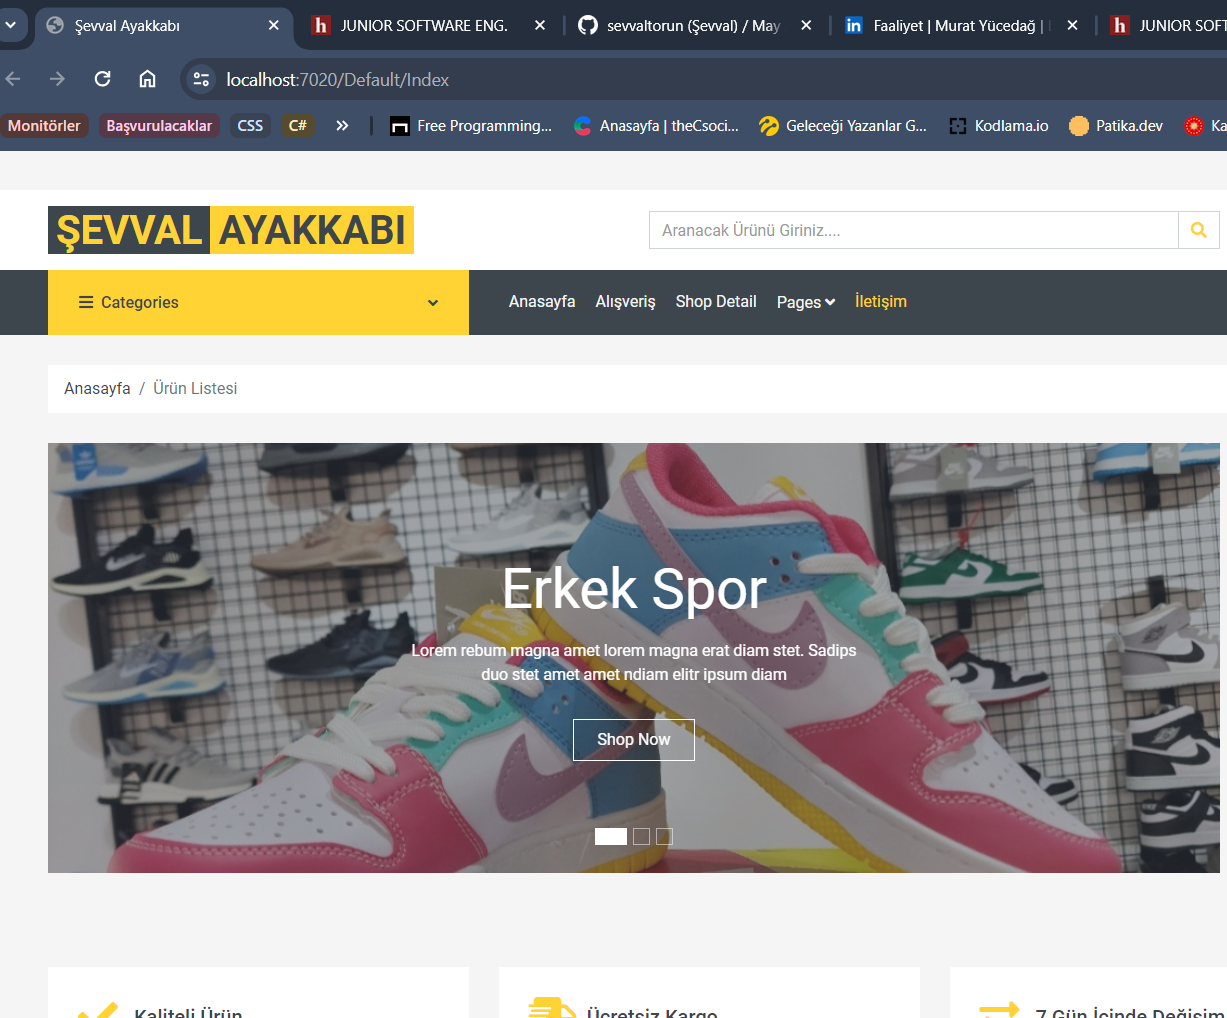 Şevval Ayakkabı
JUNIOR SOFTWARE ENG.
sevvaltorun (Şevval) / May
Faaliyet | Murat Yücedağ |
JUNIOR SOFT
localhost:7020/Default/Index
Monitörler
Başvurulacaklar
CSS
C#
Free Programming...
Anasayfa | theCsoci...
Geleceği Yazanlar G...
Kodlama.io
Patika.dev
Ka
ŞEVVAL AYAKKABI
Aranacak Ürünü Giriniz....
Categories
Anasayfa
Alışveriş
Shop Detail
Pages
İletişim
Anasayfa / Ürün Listesi
Erkek Spor
Lorem rebum magna amet lorem magna erat diam stet. Sadips
duo stet amet amet ndiam elitr ipsum diam
Shop Now
Kaliteli Ürün
Ücretsiz Kargo
7 Gün İçinde Değişim